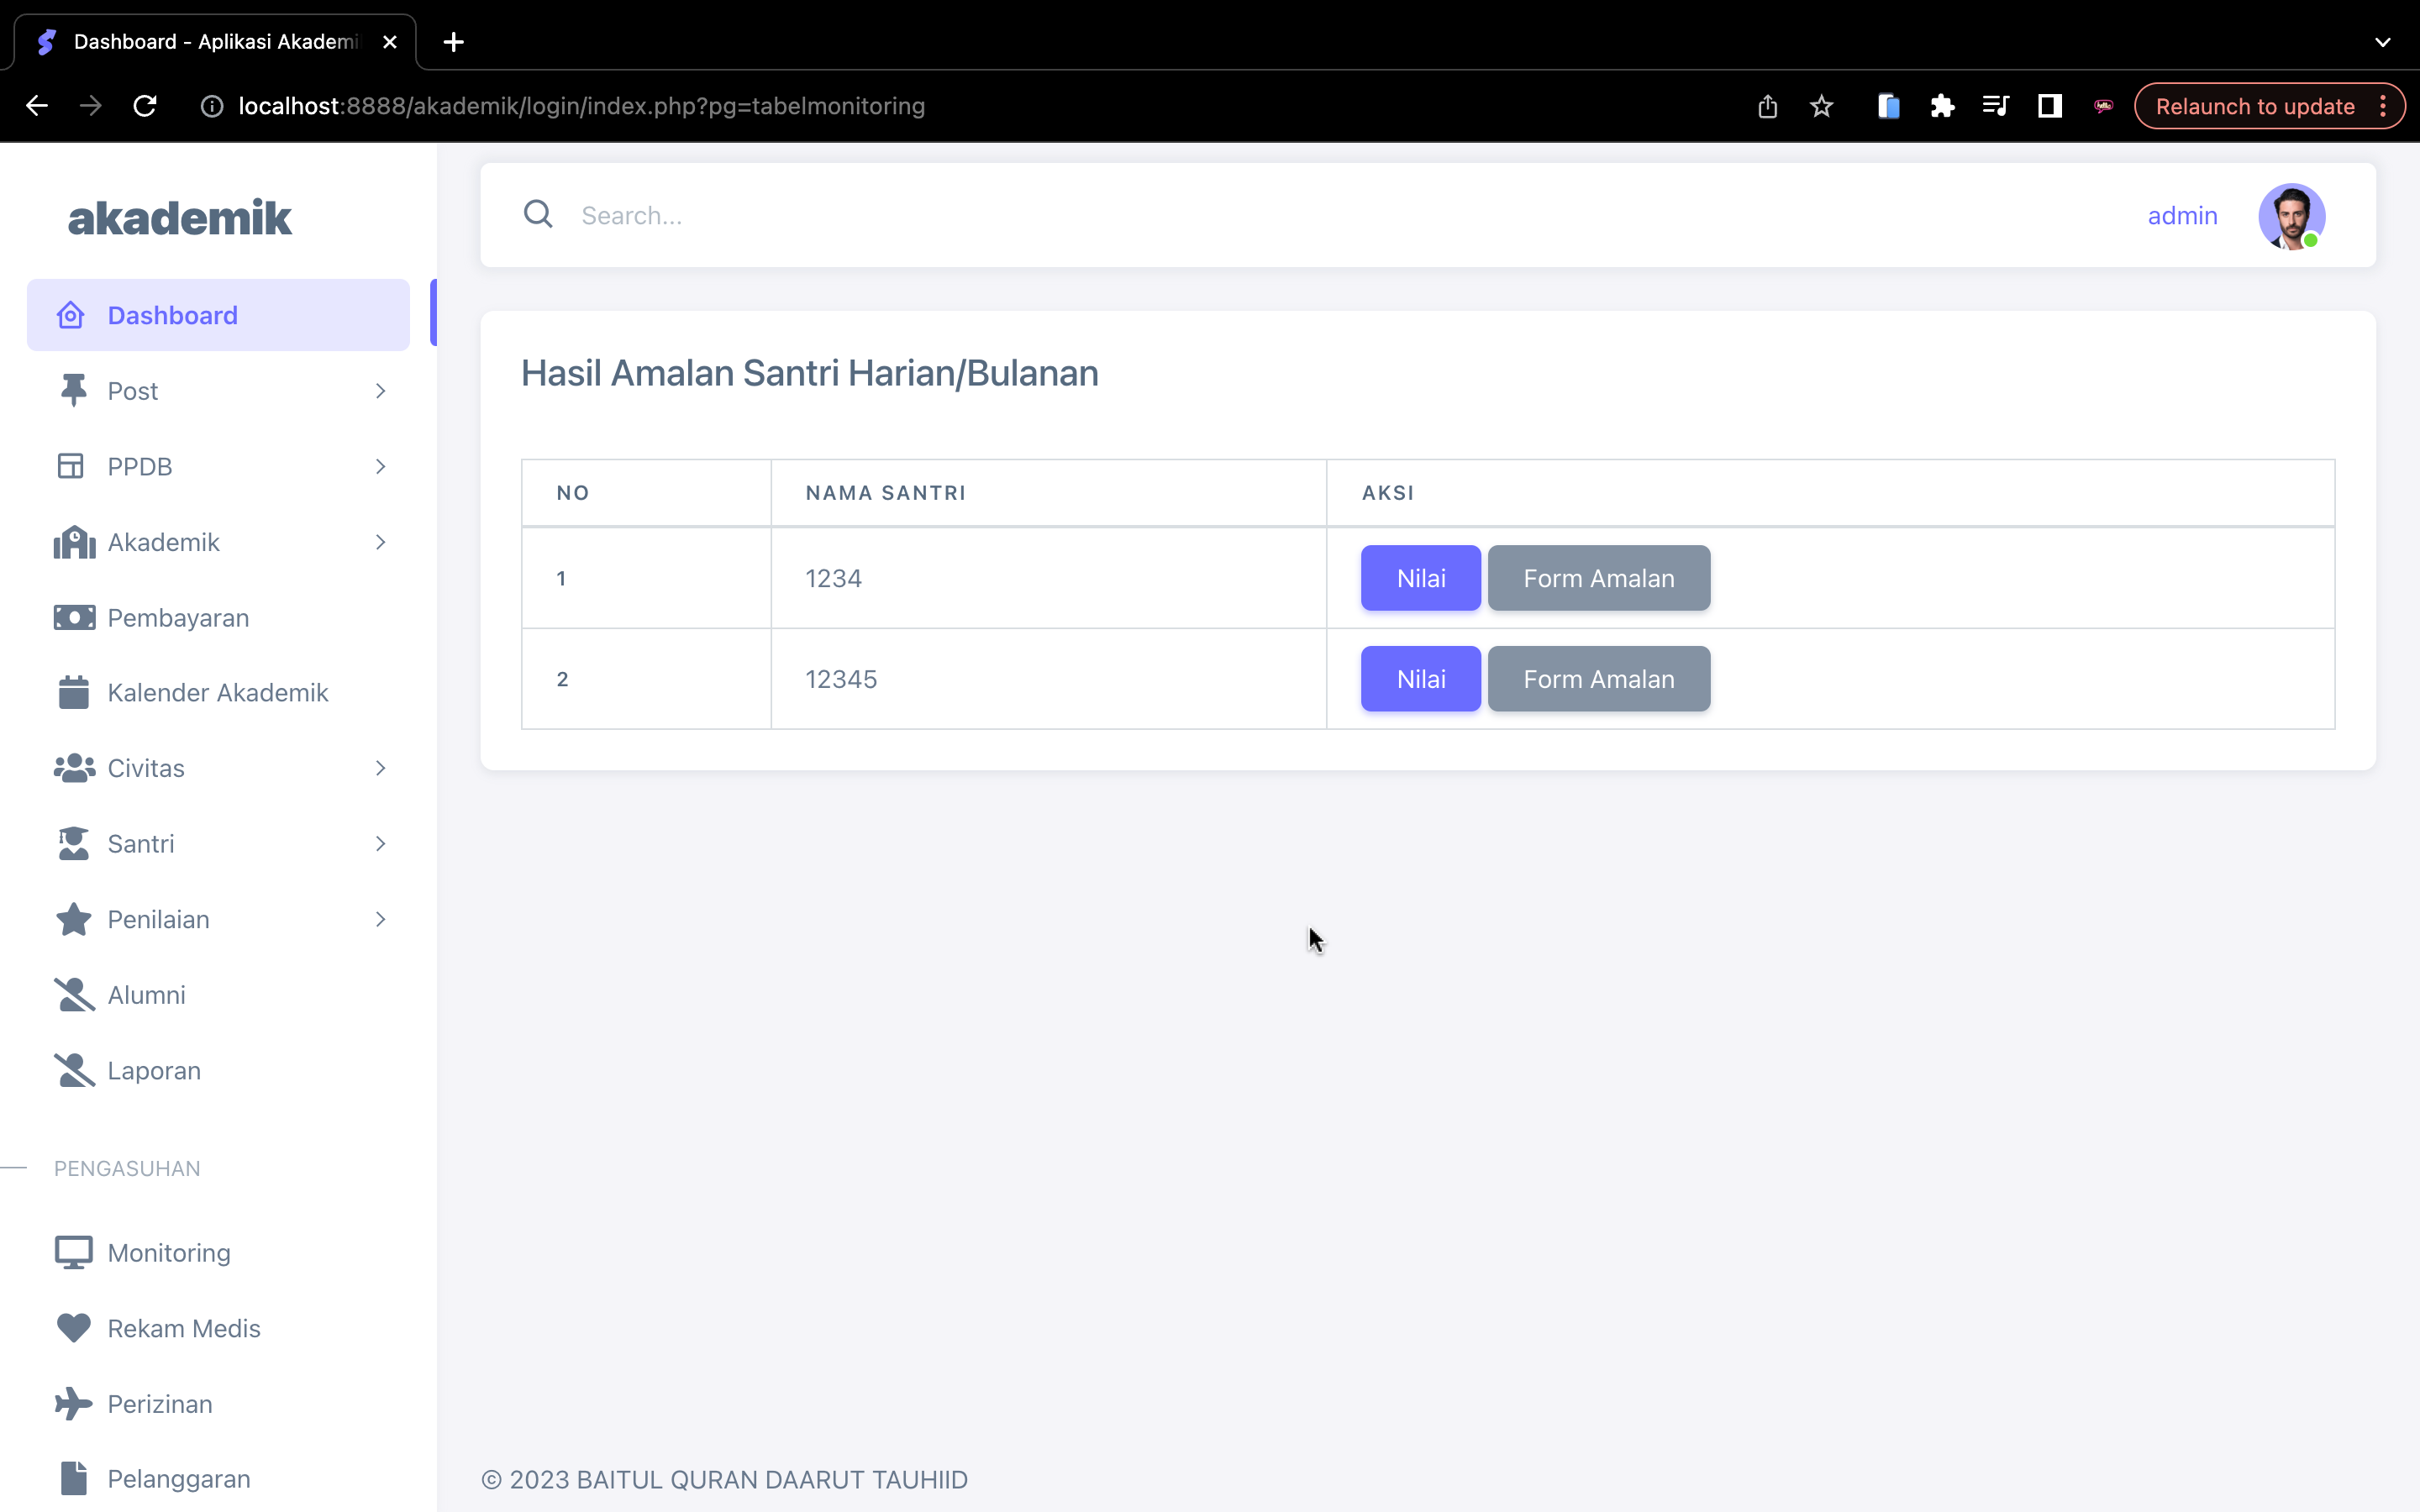 Dashboard - Aplikasi Akademi
localhost:8888/akademik/login/index.php?pg=tabelmonitoring
Relaunch to update
akademik
Search...
admin
Dashboard
Post
PPDB
Akademik
Pembayaran
Kalender Akademik
Civitas
Santri
Penilaian
Alumni
Laporan
PENGASUHAN
Monitoring
Rekam Medis
Perizinan
Pelanggaran
Hasil Amalan Santri Harian/Bulanan
NO NAMA SANTRI AKSI
1 1234 Nilai Form Amalan
2 12345 Nilai Form Amalan
© 2023 BAITUL QURAN DAARUT TAUHIID